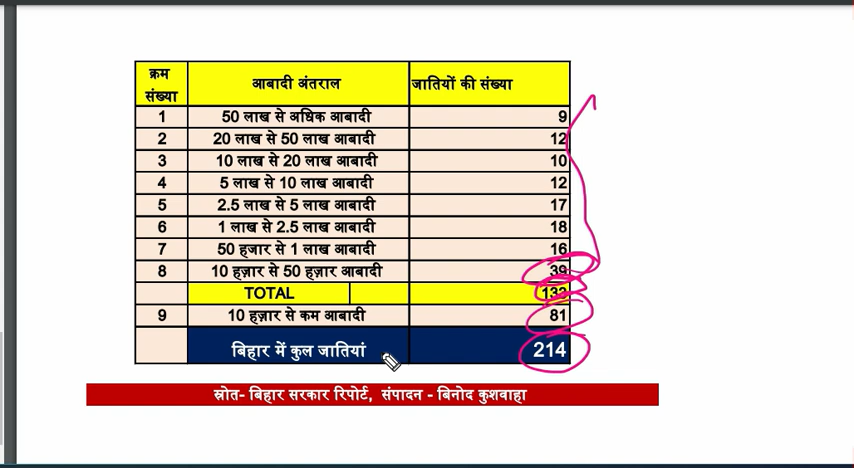 क्रम संख्या | आबादी अंतराल | जातियों की संख्या
1 | 50 लाख से अधिक आबादी | 9
2 | 20 लाख से 50 लाख आबादी | 12
3 | 10 लाख से 20 लाख आबादी | 10
4 | 5 लाख से 10 लाख आबादी | 12
5 | 2.5 लाख से 5 लाख आबादी | 17
6 | 1 लाख से 2.5 लाख आबादी | 18
7 | 50 हजार से 1 लाख आबादी | 16
8 | 10 हज़ार से 50 हज़ार आबादी | 39
TOTAL | 133
9 | 10 हज़ार से कम आबादी | 81
बिहार में कुल जातियां | 214
स्रोत- बिहार सरकार रिपोर्ट, संपादन - बिनोद कुशवाहा